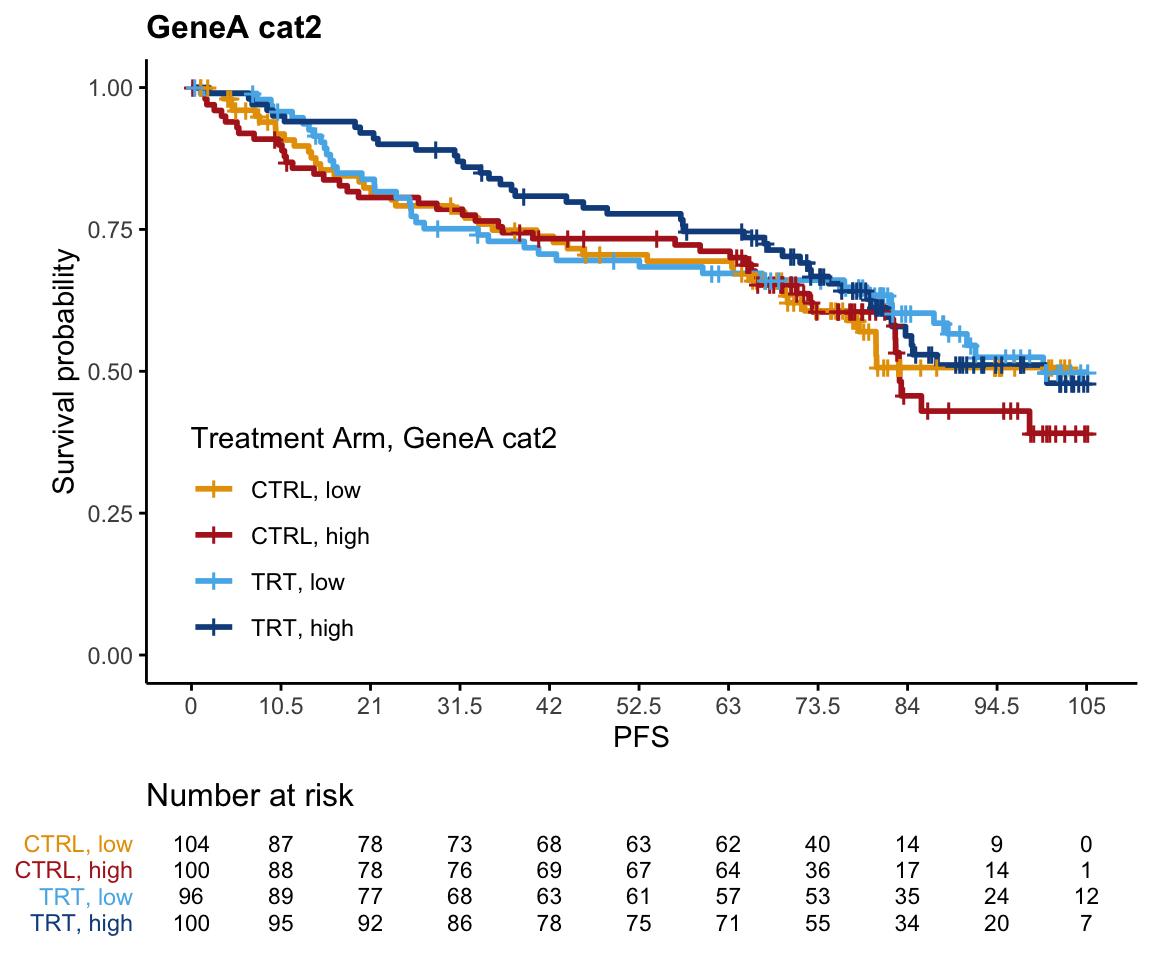 GeneA cat2
Survival probability
1.00
0.75
0.50
0.25
0.00
Treatment Arm, GeneA cat2
CTRL, low
CTRL, high
TRT, low
TRT, high
0 10.5 21 31.5 42 52.5 63 73.5 84 94.5 105
PFS
Number at risk
CTRL, low 104 87 78 73 68 63 62 40 14 9 0
CTRL, high 100 88 78 76 69 67 64 36 17 14 1
TRT, low 96 89 77 68 63 61 57 53 35 24 12
TRT, high 100 95 92 86 78 75 71 55 34 20 7